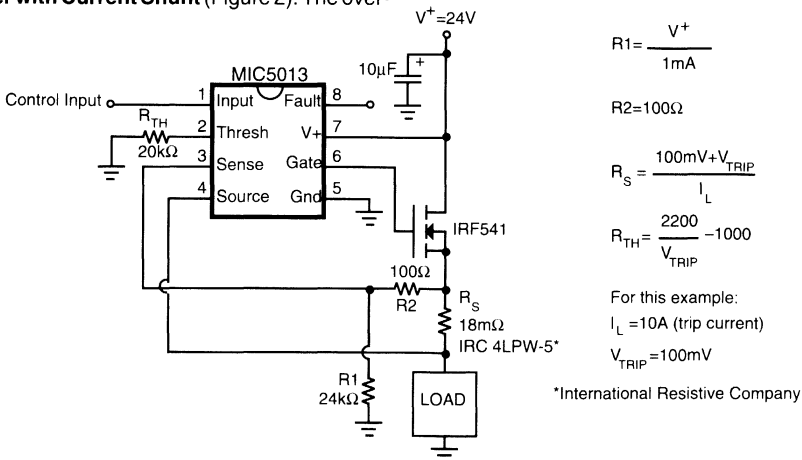 el with Current Shunt (Figure 2). The over-
V+=24V
10µF +
MIC5013
Control Input
1 Input Fault 8
RTH
20kΩ
2 Thresh V+ 7
3 Sense Gate 6
4 Source Gnd 5
IRF541
100Ω
R2
RS
18mΩ
IRC 4LPW-5*
R1
24kΩ
LOAD
R1= V+ / 1mA
R2=100Ω
RS = 100mV+VTRIP / IL
RTH= 2200 / VTRIP –1000
For this example:
IL =10A (trip current)
VTRIP=100mV
*International Resistive Company